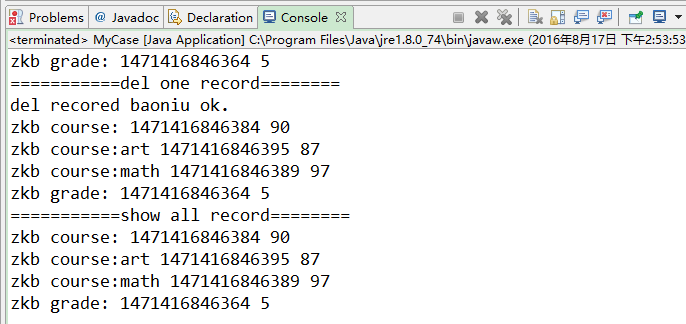 Problems @ Javadoc Declaration Console
<terminated> MyCase [Java Application] C:\Program Files\Java\jre1.8.0_74\bin\javaw.exe (2016年8月17日 下午2:53:53
zkb grade: 1471416846364 5
===========del one record========
del recored baoniu ok.
zkb course: 1471416846384 90
zkb course:art 1471416846395 87
zkb course:math 1471416846389 97
zkb grade: 1471416846364 5
===========show all record========
zkb course: 1471416846384 90
zkb course:art 1471416846395 87
zkb course:math 1471416846389 97
zkb grade: 1471416846364 5